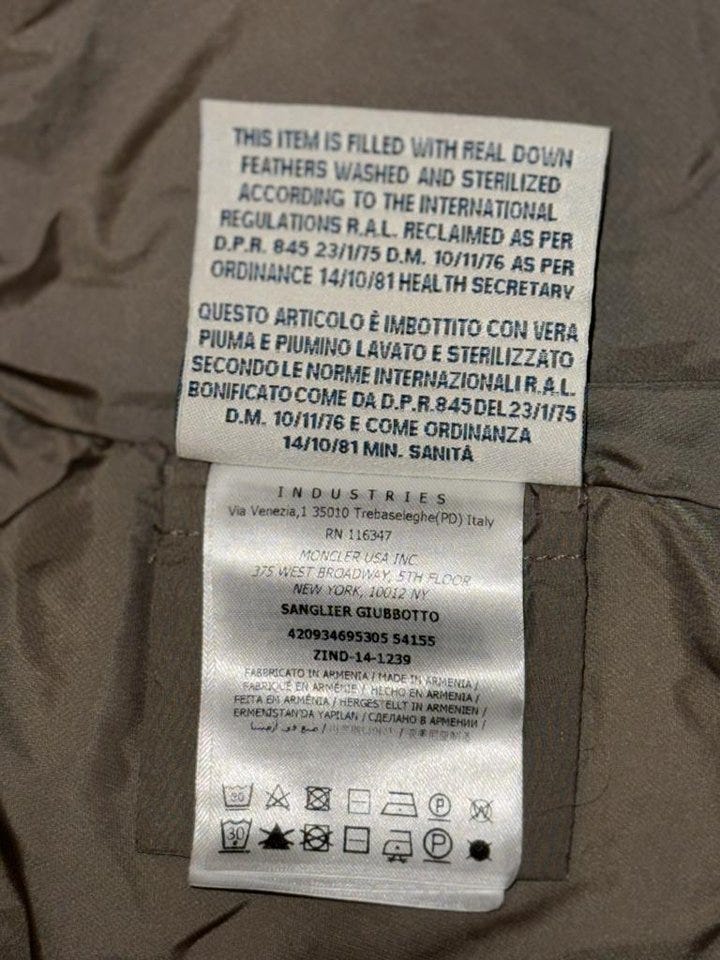 THIS ITEM IS FILLED WITH REAL DOWN
FEATHERS WASHED AND STERILIZED
ACCORDING TO THE INTERNATIONAL
REGULATIONS R.A.L. RECLAIMED AS PER
D.P.R. 845 23/1/75 D.M. 10/11/76 AS PER
ORDINANCE 14/10/81 HEALTH SECRETARY
QUESTO ARTICOLO È IMBOTTITO CON VERA
PIUMA E PIUMINO LAVATO E STERILIZZATO
SECONDO LE NORME INTERNAZIONALI R.A.L.
BONIFICATO COME DA D.P.R. 845 DEL 23/1/75
D.M. 10/11/76 E COME ORDINANZA
14/10/81 MIN. SANITÀ
INDUSTRIES
Via Venezia,1 35010 Trebaseleghe(PD) Italy
RN 116347
MONCLER USA INC.
375 WEST BROADWAY, 5TH FLOOR
NEW YORK, 10012 NY
SANGLIER GIUBBOTTO
420934695305 54155
ZIND-14-1239
FABBRICATO IN ARMENIA / MADE IN ARMENIA /
FABRIQUÉ EN ARMÉNIE / HECHO EN ARMENIA /
FEITA EM ARMÊNIA / HERGESTELLT IN ARMENIEN /
ERMENISTAN'DA YAPILAN / СДЕЛАНО В АРМЕНИИ /
صنع في أرمينيا /
30 P
30 P